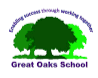 Enabling success through working together
Great Oaks School